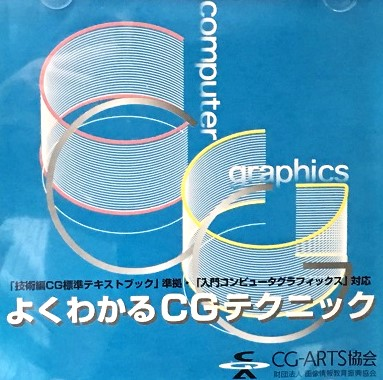 computer
graphics
「技術編CG標準テキストブック」準拠・「入門コンピュータグラフィックス」対応
よくわかるCGテクニック
CG-ARTS協会
財団法人 画像情報教育振興協会